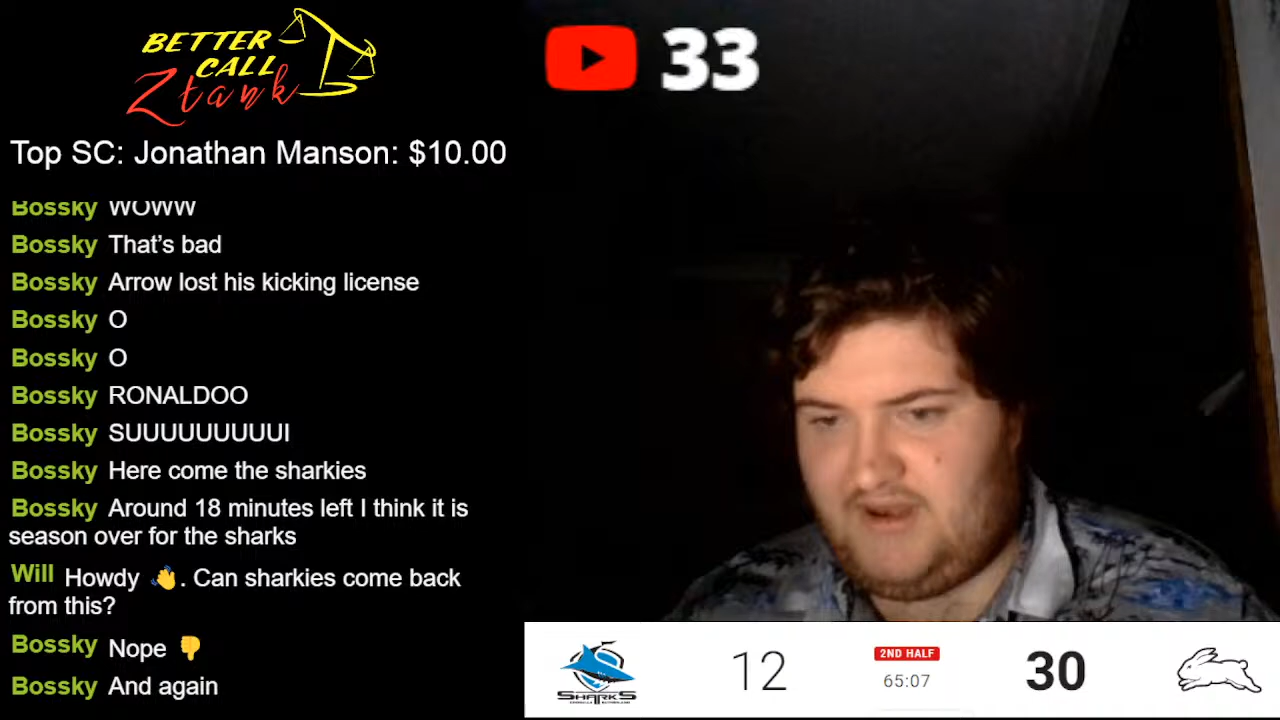 BETTER
CALL
Ztank
33
Top SC: Jonathan Manson: $10.00
Bossky WOWW
Bossky That’s bad
Bossky Arrow lost his kicking license
Bossky O
Bossky O
Bossky RONALDOO
Bossky SUUUUUUUUUI
Bossky Here come the sharkies
Bossky Around 18 minutes left I think it is
season over for the sharks
Will Howdy 👋. Can sharkies come back
from this?
Bossky Nope 👎
Bossky And again
SHARKS
12
2ND HALF
65:07
30